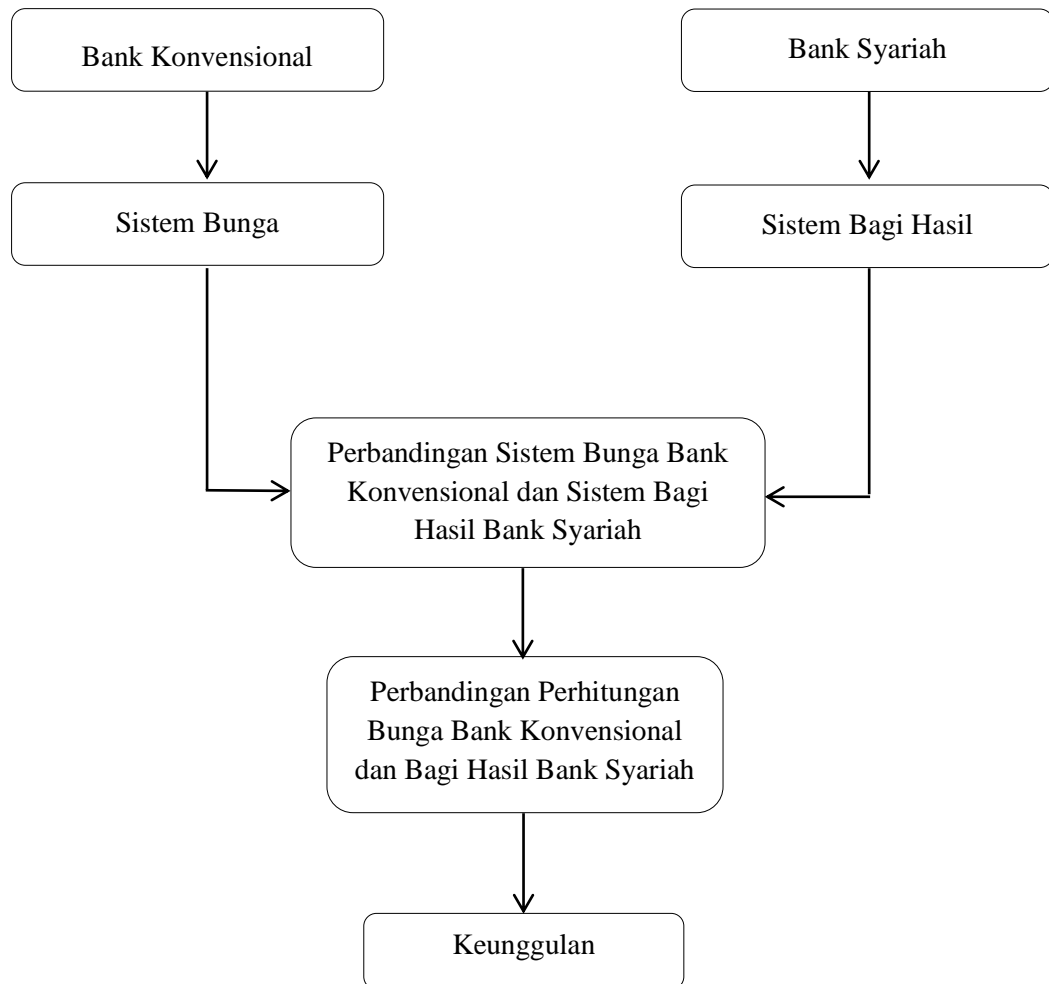 Bank Konvensional
Bank Syariah
Sistem Bunga
Sistem Bagi Hasil
Perbandingan Sistem Bunga Bank
Konvensional dan Sistem Bagi
Hasil Bank Syariah
Perbandingan Perhitungan
Bunga Bank Konvensional
dan Bagi Hasil Bank Syariah
Keunggulan